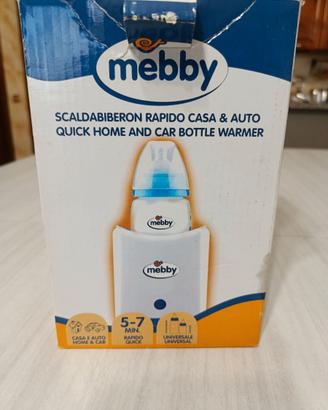 mebby
SCALDABIBERON RAPIDO CASA & AUTO
QUICK HOME AND CAR BOTTLE WARMER
mebby
mebby
CASA E AUTO
HOME & CAR
5-7
MIN.
RAPIDO
QUICK
UNIVERSALE
UNIVERSAL